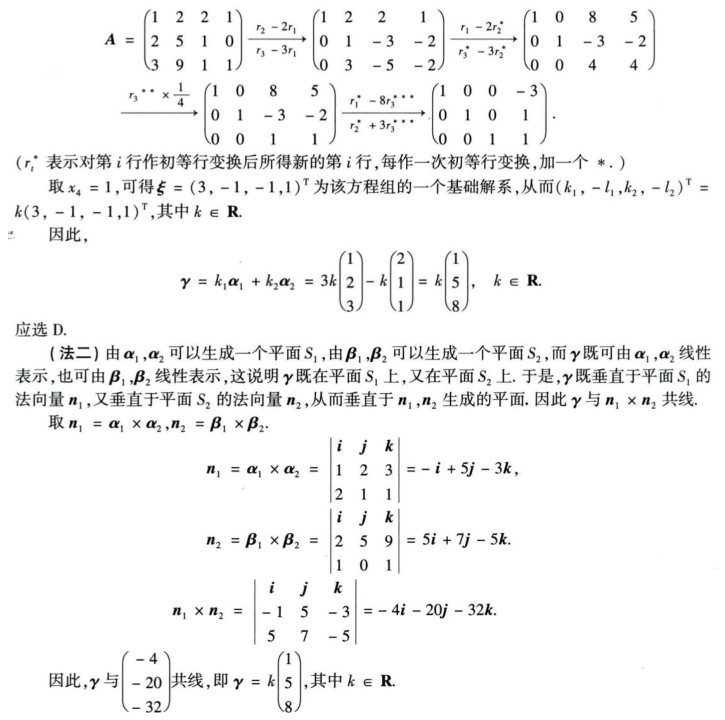 A = (1 2 2 1; 2 5 1 0; 3 9 1 1) →[r₂ − 2r₁; r₃ − 3r₁] (1 2 2 1; 0 1 −3 −2; 0 3 −5 −2) →[r₁ − 2r₂*; r₃* − 3r₂*] (1 0 8 5; 0 1 −3 −2; 0 0 4 4)
→[r₃** × 1/4] (1 0 8 5; 0 1 −3 −2; 0 0 1 1) →[r₁* − 8r₃***; r₂* + 3r₃***] (1 0 0 −3; 0 1 0 1; 0 0 1 1).
(rᵢ* 表示对第 i 行作初等行变换后所得新的第 i 行,每作一次初等行变换,加一个 *.)
取 x₄ = 1,可得 ξ = (3, −1, −1,1)ᵀ 为该方程组的一个基础解系,从而(k₁, −l₁,k₂, −l₂)ᵀ =
k(3, −1, −1,1)ᵀ,其中 k ∈ R.
因此,
γ = k₁α₁ + k₂α₂ = 3k(1; 2; 3) − k(2; 1; 1) = k(1; 5; 8), k ∈ R.
应选 D.
(法二) 由 α₁,α₂ 可以生成一个平面 S₁,由 β₁,β₂ 可以生成一个平面 S₂,而 γ 既可由 α₁,α₂ 线性
表示,也可由 β₁,β₂ 线性表示,这说明 γ 既在平面 S₁ 上,又在平面 S₂ 上. 于是,γ 既垂直于平面 S₁ 的
法向量 n₁,又垂直于平面 S₂ 的法向量 n₂,从而垂直于 n₁,n₂ 生成的平面. 因此 γ 与 n₁ × n₂ 共线.
取 n₁ = α₁ × α₂,n₂ = β₁ × β₂.
n₁ = α₁ × α₂ = |i j k; 1 2 3; 2 1 1| = − i + 5j − 3k,
n₂ = β₁ × β₂ = |i j k; 2 5 9; 1 0 1| = 5i + 7j − 5k.
n₁ × n₂ = |i j k; −1 5 −3; 5 7 −5| = − 4i − 20j − 32k.
因此,γ 与 (−4; −20; −32) 共线,即 γ = k(1; 5; 8),其中 k ∈ R.